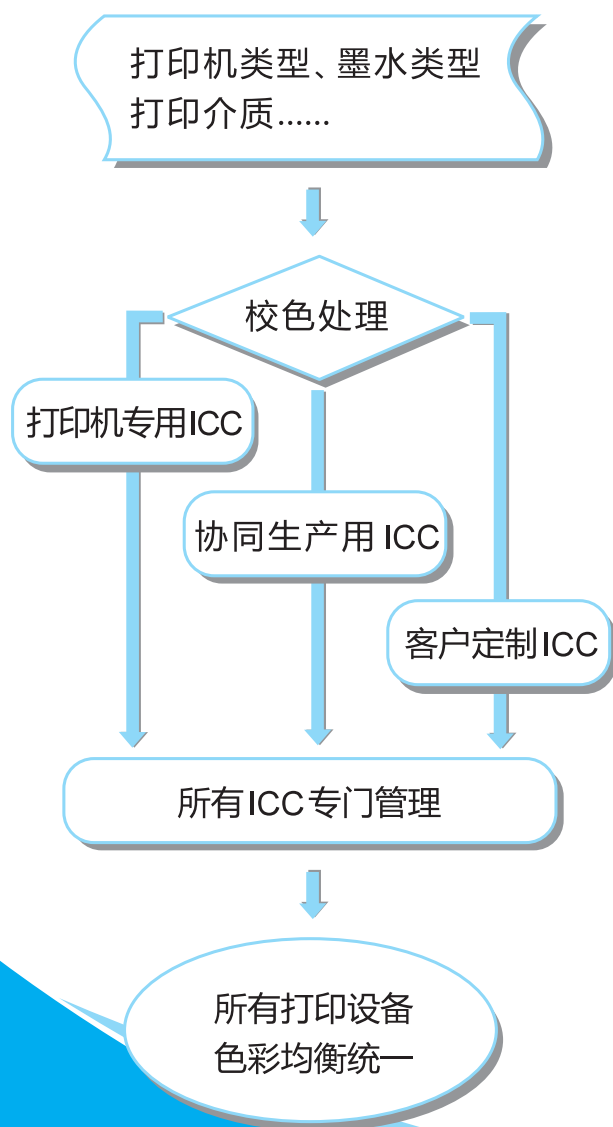 打印机类型、墨水类型
打印介质......
校色处理
打印机专用ICC
协同生产用 ICC
客户定制ICC
所有ICC专门管理
所有打印设备
色彩均衡统一